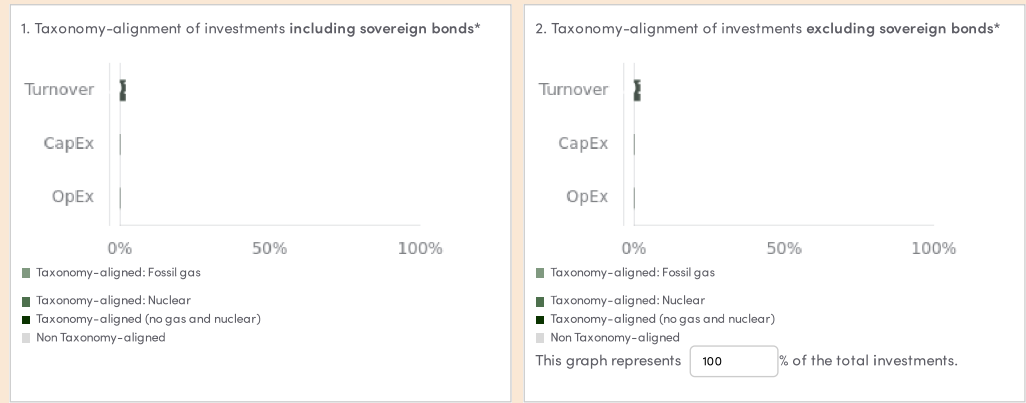 1. Taxonomy-alignment of investments including sovereign bonds*
Turnover
CapEx
OpEx
0% 50% 100%
Taxonomy-aligned: Fossil gas
Taxonomy-aligned: Nuclear
Taxonomy-aligned (no gas and nuclear)
Non Taxonomy-aligned
2. Taxonomy-alignment of investments excluding sovereign bonds*
Turnover
CapEx
OpEx
0% 50% 100%
Taxonomy-aligned: Fossil gas
Taxonomy-aligned: Nuclear
Taxonomy-aligned (no gas and nuclear)
Non Taxonomy-aligned
This graph represents 100 % of the total investments.